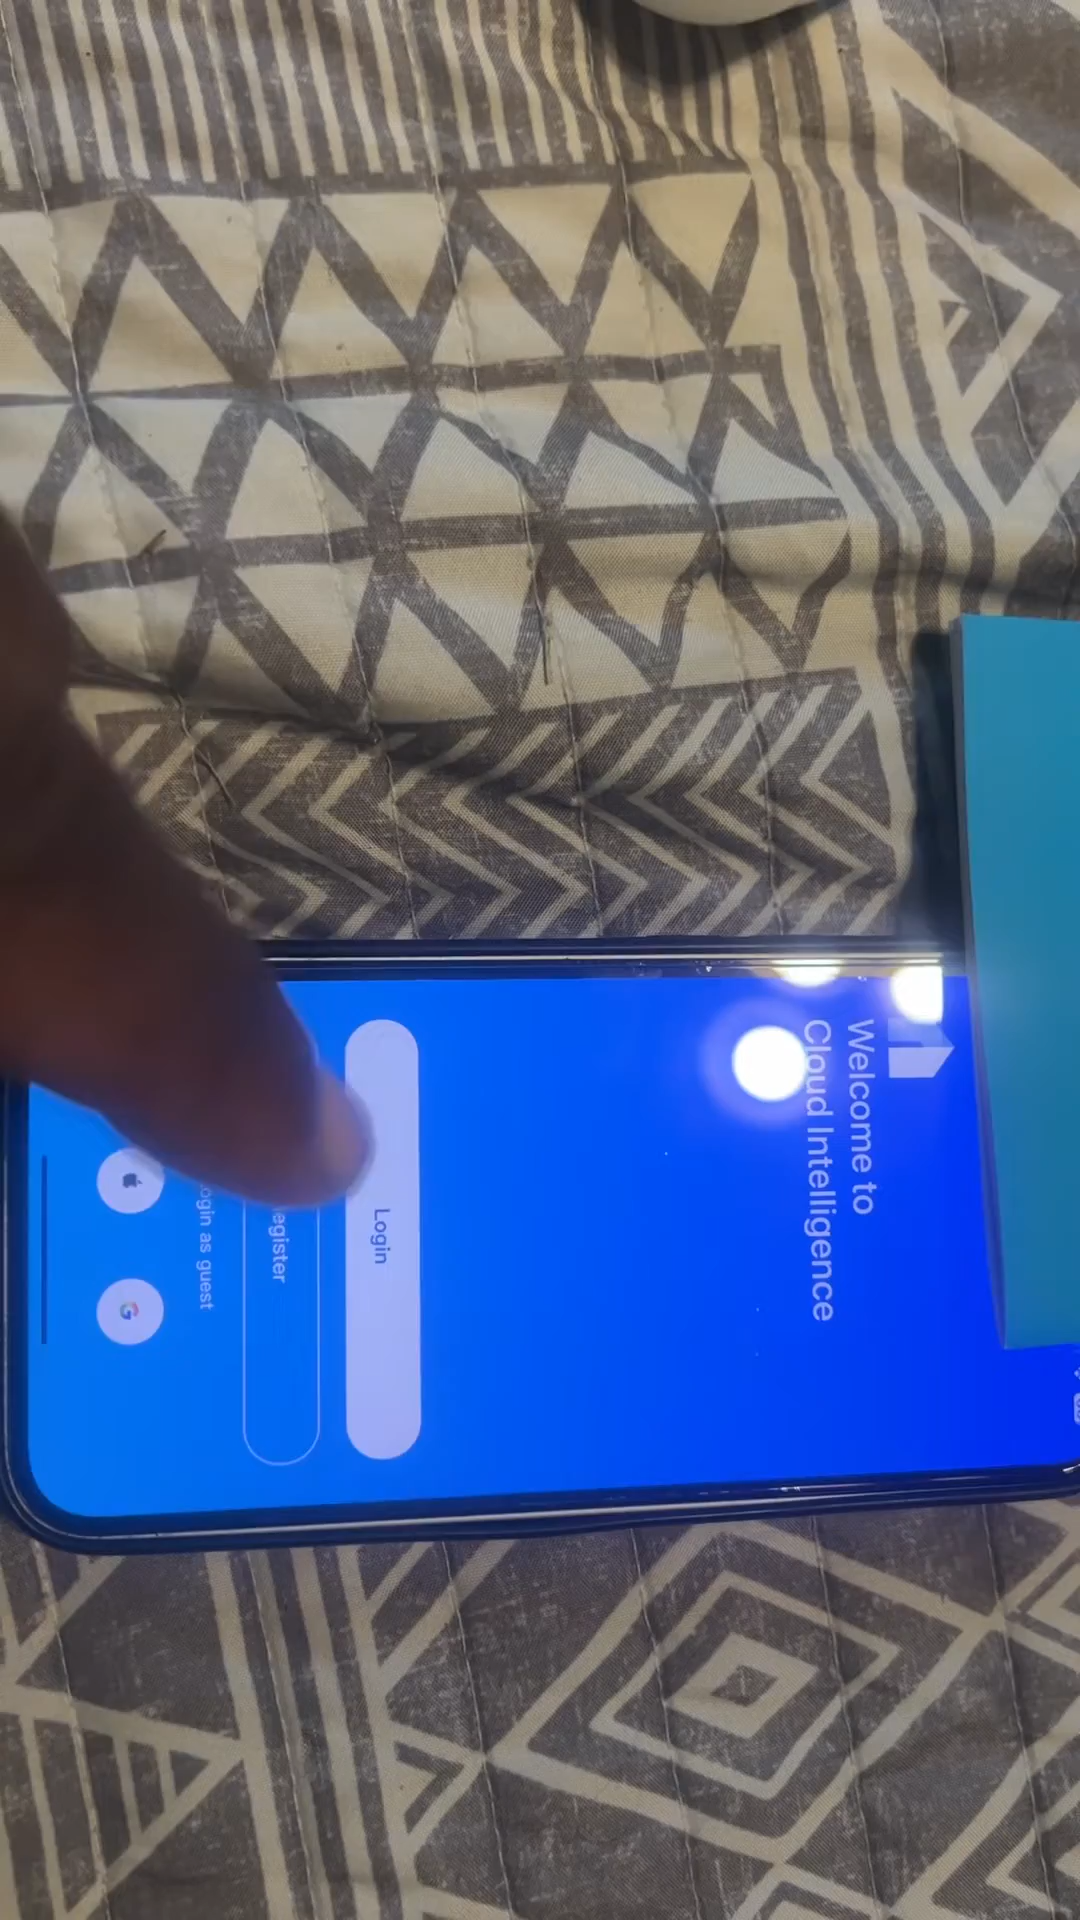 Welcome to
Cloud Intelligence
Login
egister
ogin as guest
G